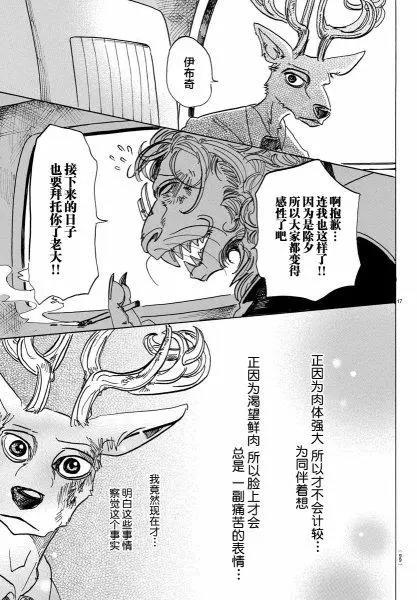 伊布奇
啊抱歉…
连我也这样了!!
因为是除夕
所以大家都变得
感性了吧
接下来的日子
也要拜托你了老大!!
17
正因为肉体强大 所以才不会计较…
为同伴着想
正因为渴望鲜肉 所以脸上才会
总是 一副痛苦的表情…
我竟然现在才…
明白这些事情
察觉这个事实